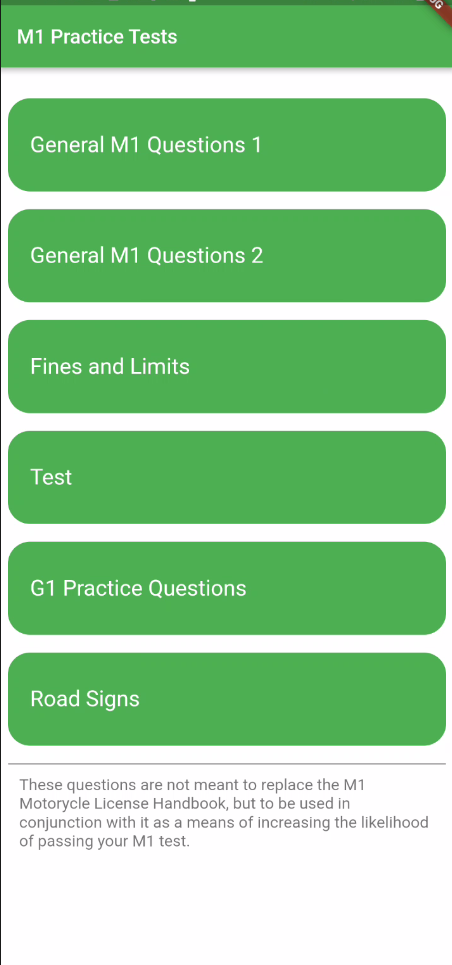 M1 Practice Tests
General M1 Questions 1
General M1 Questions 2
Fines and Limits
Test
G1 Practice Questions
Road Signs
These questions are not meant to replace the M1
Motorycle License Handbook, but to be used in
conjunction with it as a means of increasing the likelihood
of passing your M1 test.